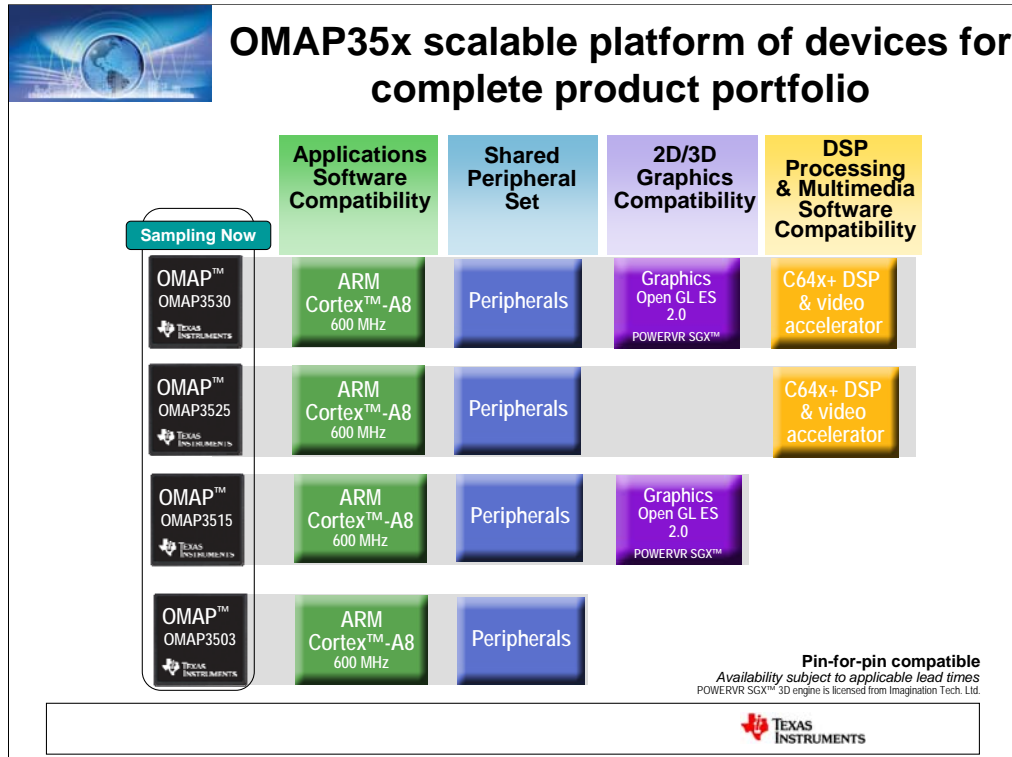 OMAP35x scalable platform of devices for
complete product portfolio
Applications
Software
Compatibility
Shared
Peripheral
Set
2D/3D
Graphics
Compatibility
DSP
Processing
& Multimedia
Software
Compatibility
Sampling Now
OMAP™
OMAP3530
TEXAS
INSTRUMENTS
ARM
Cortex™-A8
600 MHz
Peripherals
Graphics
Open GL ES
2.0
POWERVR SGX™
C64x+ DSP
& video
accelerator
OMAP™
OMAP3525
TEXAS
INSTRUMENTS
ARM
Cortex™-A8
600 MHz
Peripherals
C64x+ DSP
& video
accelerator
OMAP™
OMAP3515
TEXAS
INSTRUMENTS
ARM
Cortex™-A8
600 MHz
Peripherals
Graphics
Open GL ES
2.0
POWERVR SGX™
OMAP™
OMAP3503
TEXAS
INSTRUMENTS
ARM
Cortex™-A8
600 MHz
Peripherals
Pin-for-pin compatible
Availability subject to applicable lead times
POWERVR SGX™ 3D engine is licensed from Imagination Tech. Ltd.
TEXAS
INSTRUMENTS